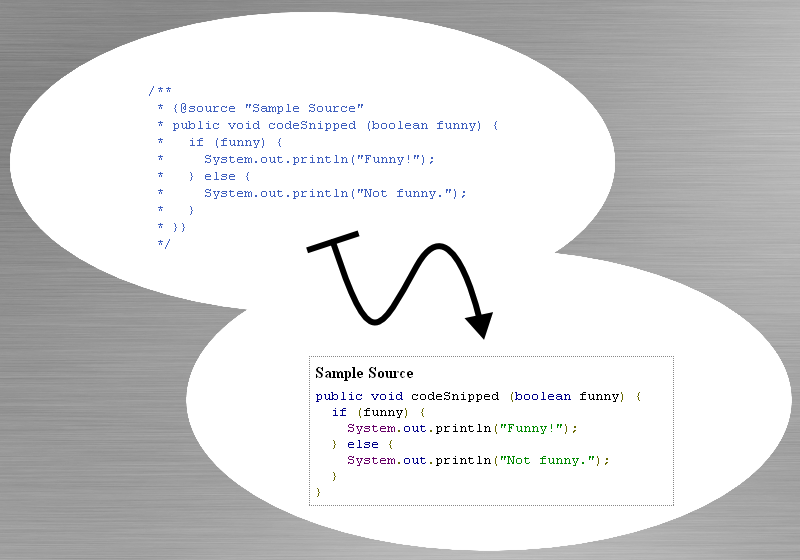 /**
 * {@source "Sample Source"
 * public void codeSnipped (boolean funny) {
 *   if (funny) {
 *     System.out.println("Funny!");
 *   } else {
 *     System.out.println("Not funny.");
 *   }
 * }}
 */
Sample Source
public void codeSnipped (boolean funny) {
  if (funny) {
    System.out.println("Funny!");
  } else {
    System.out.println("Not funny.");
  }
}